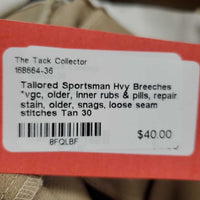 The Tack Collector
168664-36
Tailored Sportsman Hvy Breeches
*vgc, older, inner rubs & pills, repair,
stain, older, snags, loose seam
stitches Tan 30
$40.00
8FQLBF